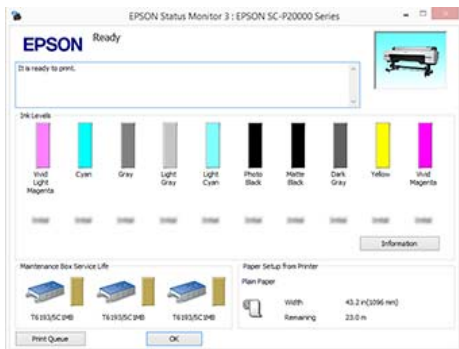 EPSON Status Monitor 3 : EPSON SC-P20000 Series
EPSON
Ready
It is ready to print.
Ink Levels
Vivid Light Magenta
Cyan
Gray
Light Gray
Light Cyan
Photo Black
Matte Black
Dark Gray
Yellow
Vivid Magenta
Information
Maintenance Box Service Life
T6193/SC1MB
T6193/SC1MB
T6193/SC1MB
Paper Setup from Printer
Plain Paper
Width 43.2 in(1096 mm)
Remaining 23.0 m
Print Queue
OK